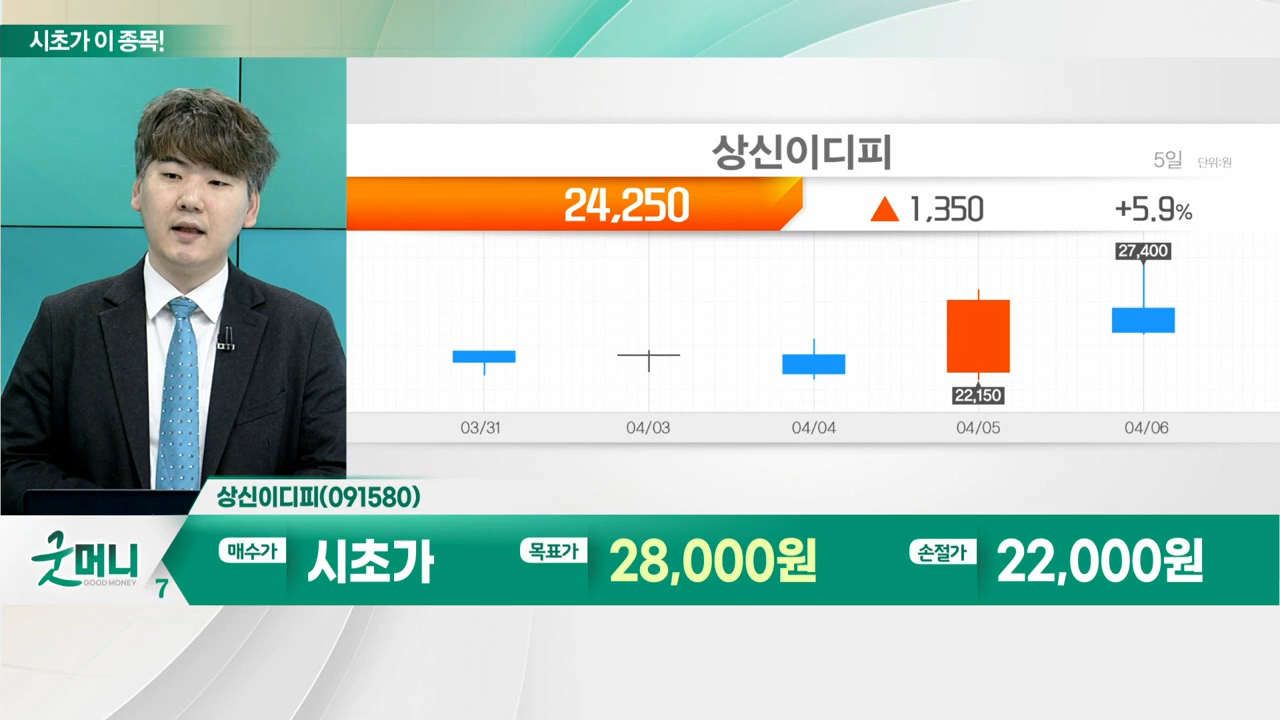 시초가 이 종목!
상신이디피
5일 단위:원
24,250 ▲ 1,350 +5.9%
27,400
22,150
03/31 04/03 04/04 04/05 04/06
상신이디피(091580)
굿머니
GOOD MONEY
7
매수가 시초가 목표가 28,000원 손절가 22,000원